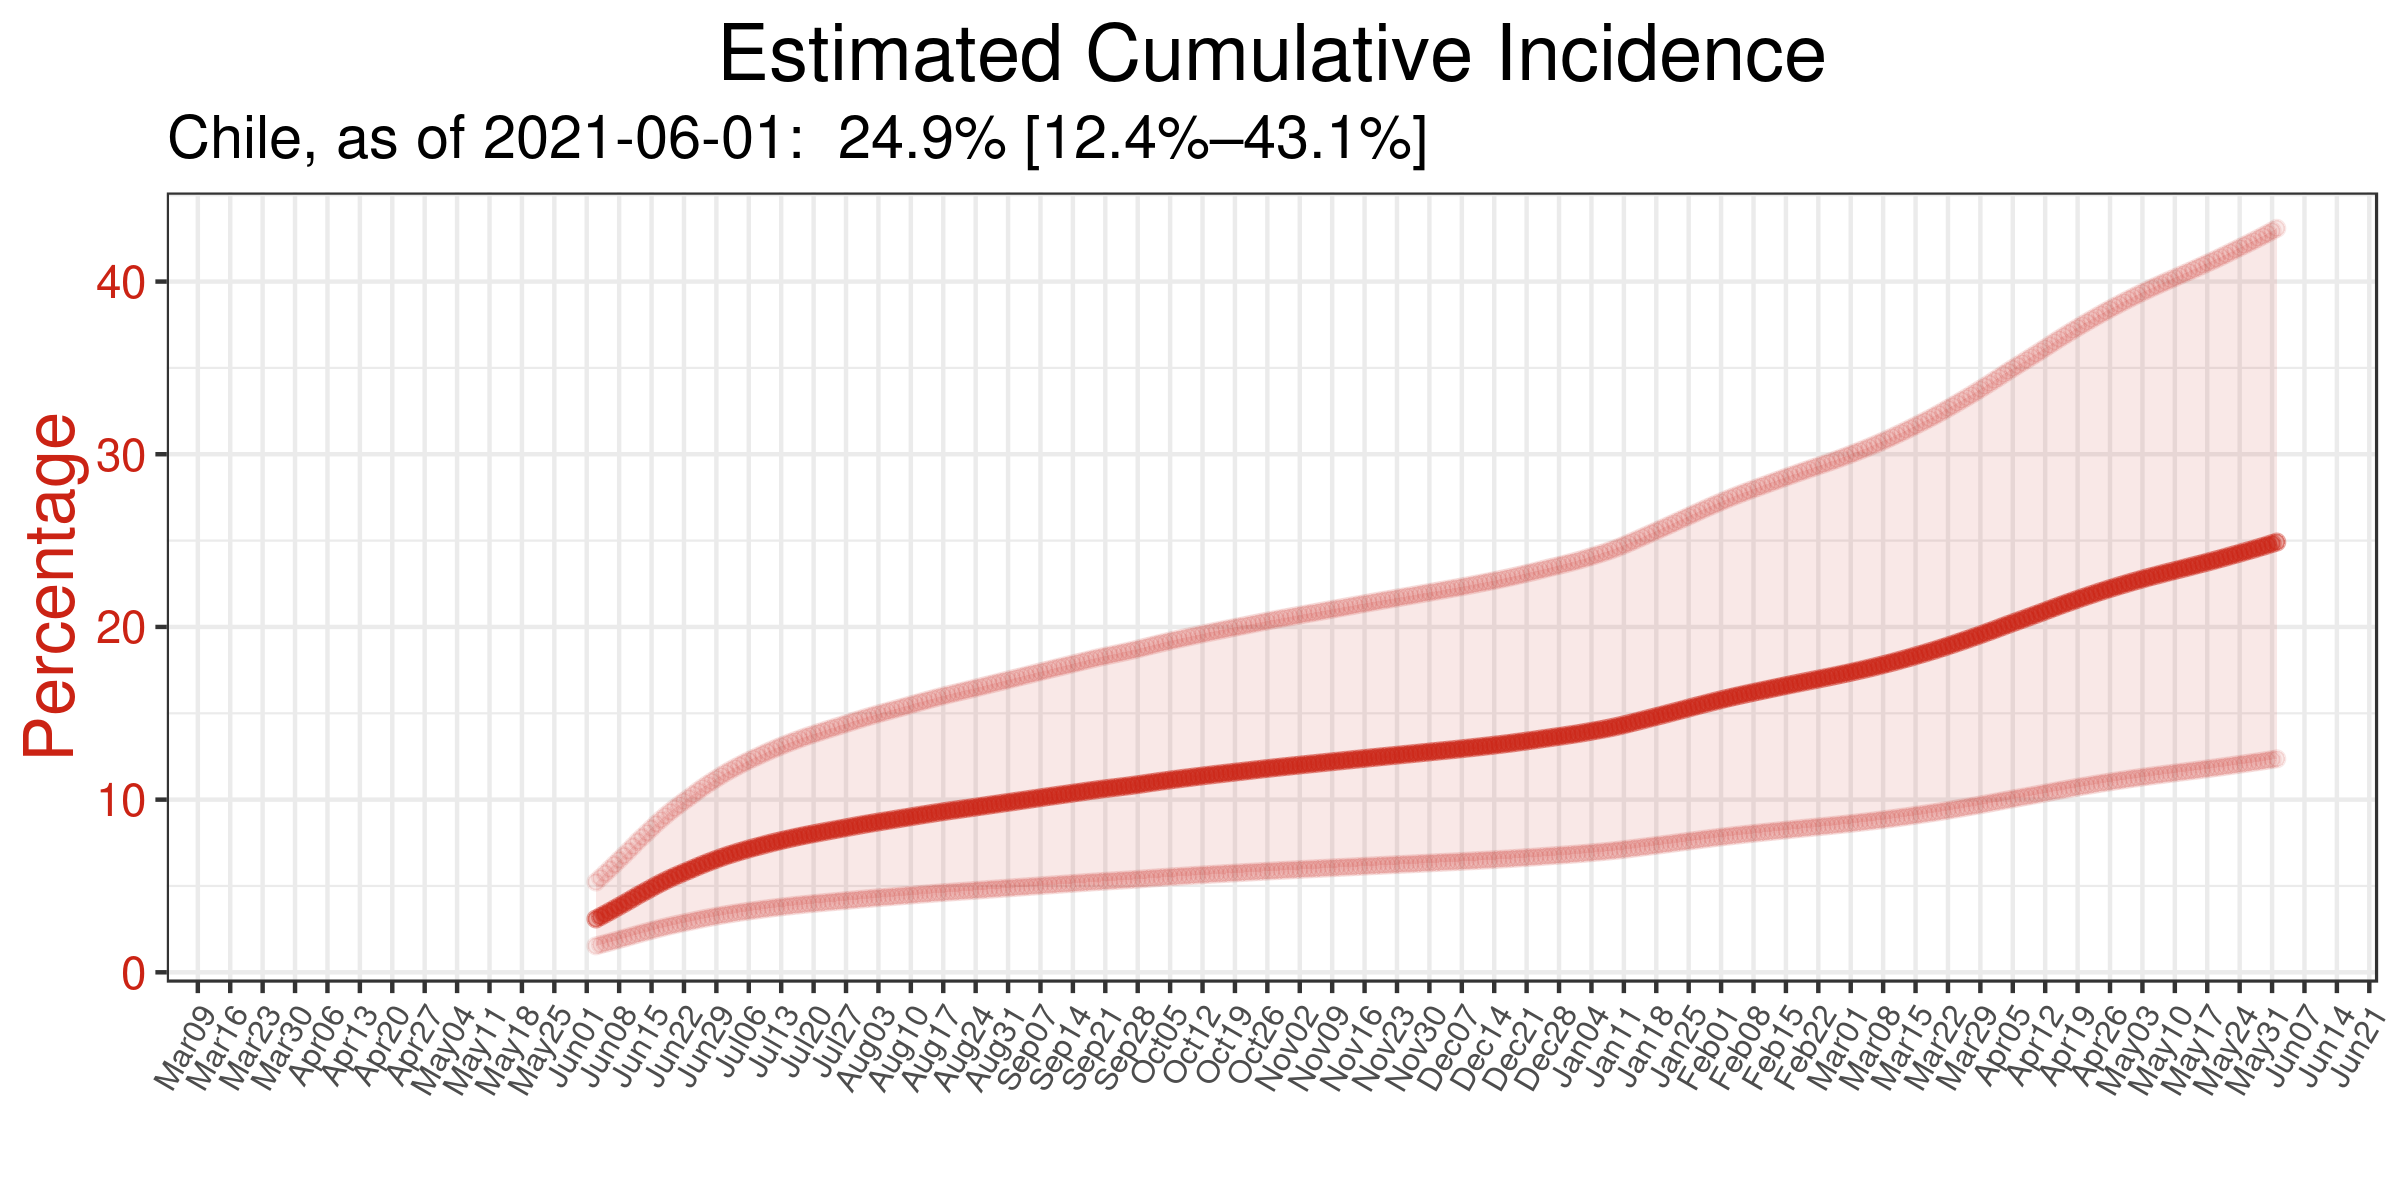 Estimated Cumulative Incidence
Chile, as of 2021-06-01:  24.9% [12.4%–43.1%]
Percentage
40
30
20
10
0
Mar09
Mar16
Mar23
Mar30
Apr06
Apr13
Apr20
Apr27
May04
May11
May18
May25
Jun01
Jun08
Jun15
Jun22
Jun29
Jul06
Jul13
Jul20
Jul27
Aug03
Aug10
Aug17
Aug24
Aug31
Sep07
Sep14
Sep21
Sep28
Oct05
Oct12
Oct19
Oct26
Nov02
Nov09
Nov16
Nov23
Nov30
Dec07
Dec14
Dec21
Dec28
Jan04
Jan11
Jan18
Jan25
Feb01
Feb08
Feb15
Feb22
Mar01
Mar08
Mar15
Mar22
Mar29
Apr05
Apr12
Apr19
Apr26
May03
May10
May17
May24
May31
Jun07
Jun14
Jun21